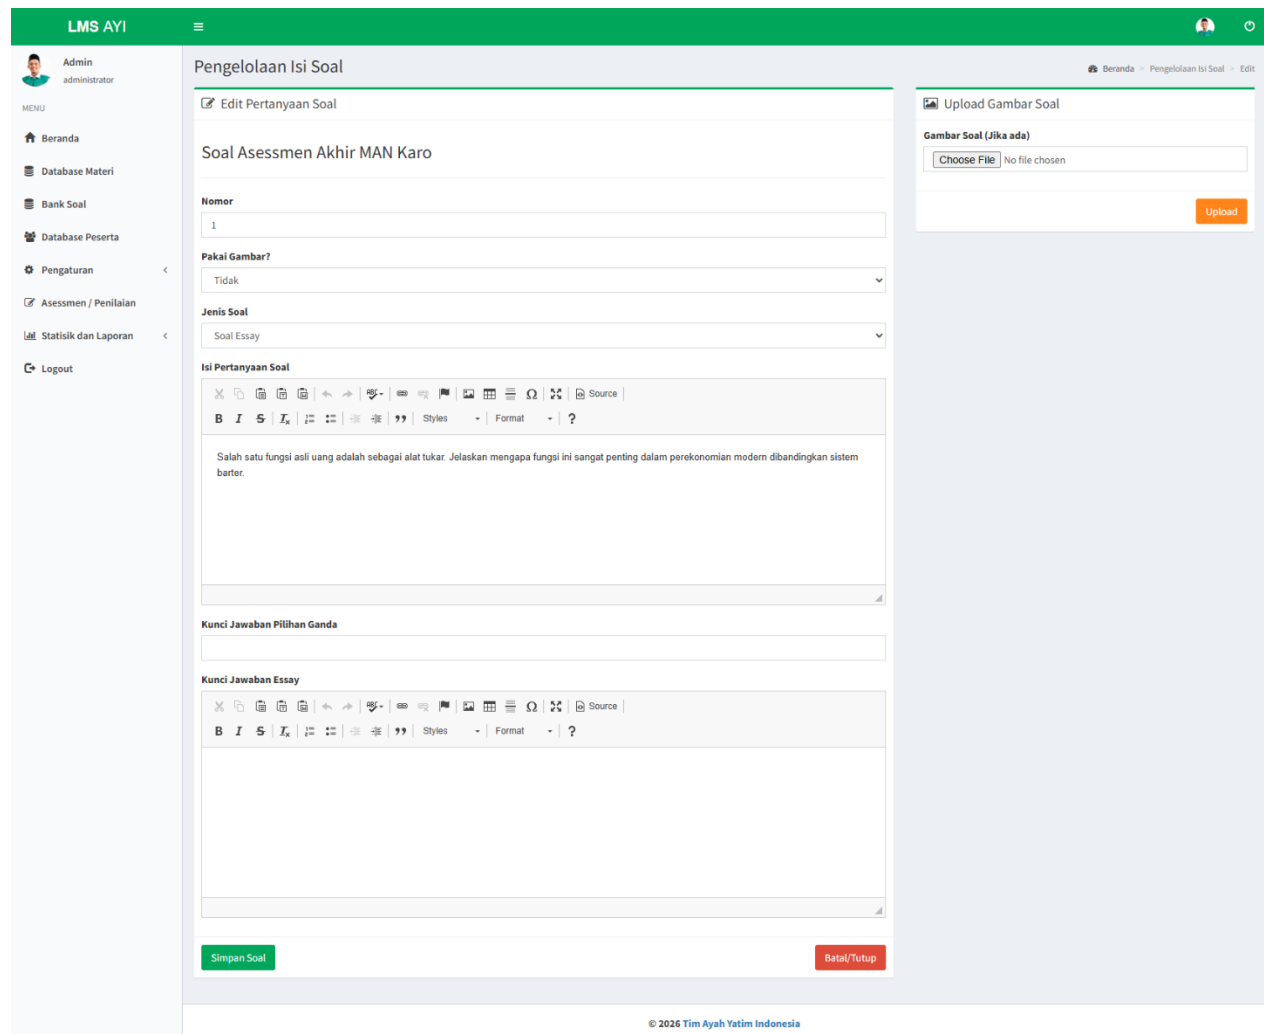 LMS AYI
Admin
administrator
MENU
Beranda
Database Materi
Bank Soal
Database Peserta
Pengaturan
Asessmen / Penilaian
Statisik dan Laporan
Logout
Pengelolaan Isi Soal
Beranda > Pengelolaan Isi Soal > Edit
Edit Pertanyaan Soal
Soal Asessmen Akhir MAN Karo
Nomor
1
Pakai Gambar?
Tidak
Jenis Soal
Soal Essay
Isi Pertanyaan Soal
Source
B I S Ix Styles Format ?
Salah satu fungsi asli uang adalah sebagai alat tukar. Jelaskan mengapa fungsi ini sangat penting dalam perekonomian modern dibandingkan sistem
barter.
Kunci Jawaban Pilihan Ganda
Kunci Jawaban Essay
Source
B I S Ix Styles Format ?
Simpan Soal
Batal/Tutup
Upload Gambar Soal
Gambar Soal (Jika ada)
Choose File No file chosen
Upload
© 2026 Tim Ayah Yatim Indonesia